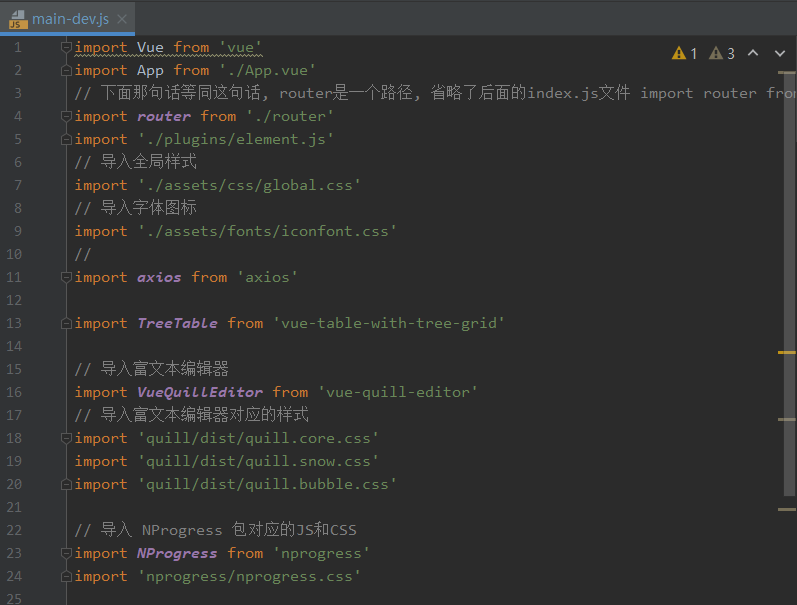 main-dev.js
1 import Vue from 'vue'
2 import App from './App.vue'
3 // 下面那句话等同这句话, router是一个路径, 省略了后面的index.js文件 import router from
4 import router from './router'
5 import './plugins/element.js'
6 // 导入全局样式
7 import './assets/css/global.css'
8 // 导入字体图标
9 import './assets/fonts/iconfont.css'
10 //
11 import axios from 'axios'
12
13 import TreeTable from 'vue-table-with-tree-grid'
14
15 // 导入富文本编辑器
16 import VueQuillEditor from 'vue-quill-editor'
17 // 导入富文本编辑器对应的样式
18 import 'quill/dist/quill.core.css'
19 import 'quill/dist/quill.snow.css'
20 import 'quill/dist/quill.bubble.css'
21
22 // 导入 NProgress 包对应的JS和CSS
23 import NProgress from 'nprogress'
24 import 'nprogress/nprogress.css'
25
1 3
JS